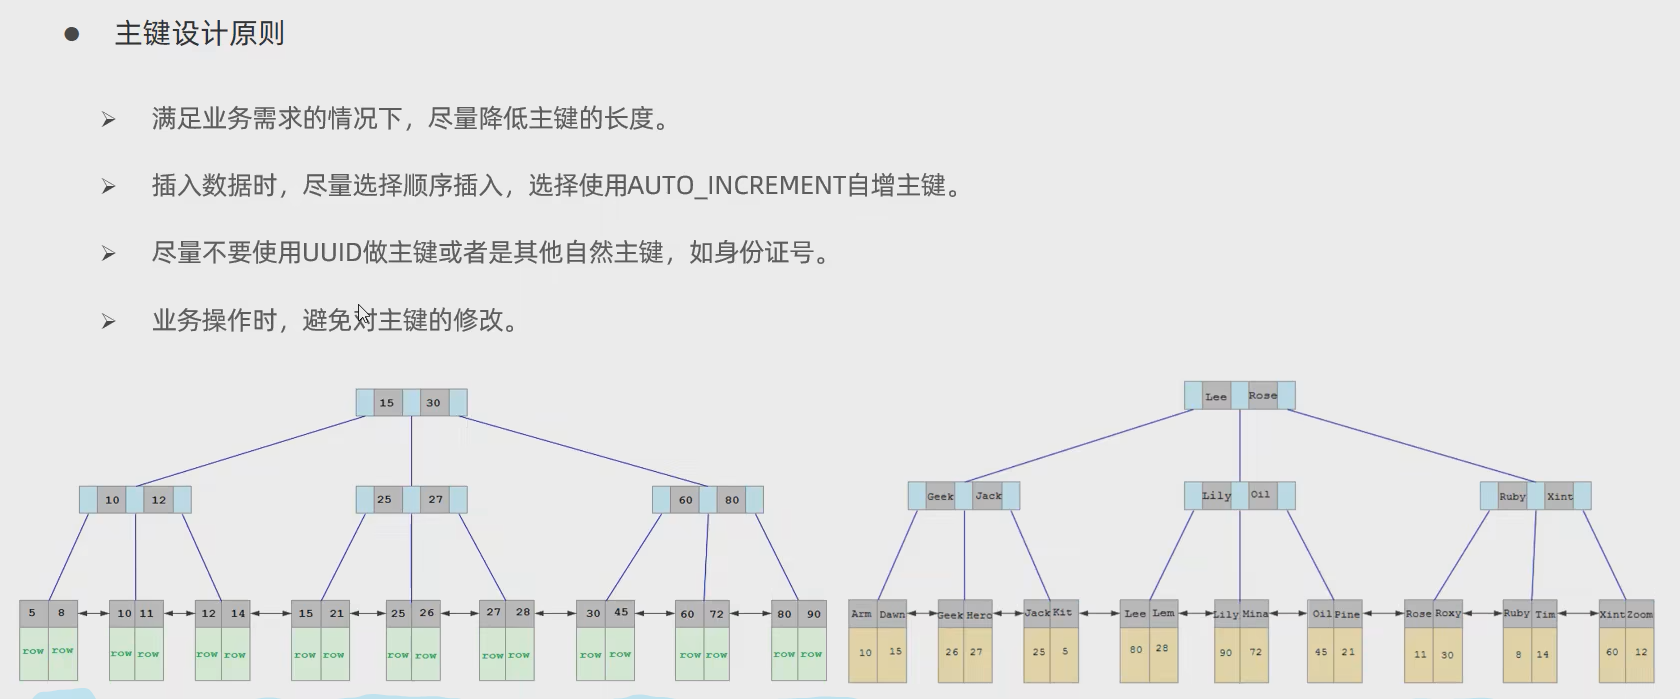 主键设计原则
满足业务需求的情况下，尽量降低主键的长度。
插入数据时，尽量选择顺序插入，选择使用AUTO_INCREMENT自增主键。
尽量不要使用UUID做主键或者是其他自然主键，如身份证号。
业务操作时，避免对主键的修改。
15 30
10 12 25 27 60 80
5 8 10 11 12 14 15 21 25 26 27 28 30 45 60 72 80 90
row row row row row row row row row row row row row row row row row row
Lee Rose
Geek Jack Lily Oil Ruby Xint
Arm Dawn Geek Hero Jack Kit Lee Lem Lily Mina Oil Pine Rose Roxy Ruby Tim Xint Zoom
10 15 26 27 25 5 80 28 90 72 45 21 11 30 8 14 60 12